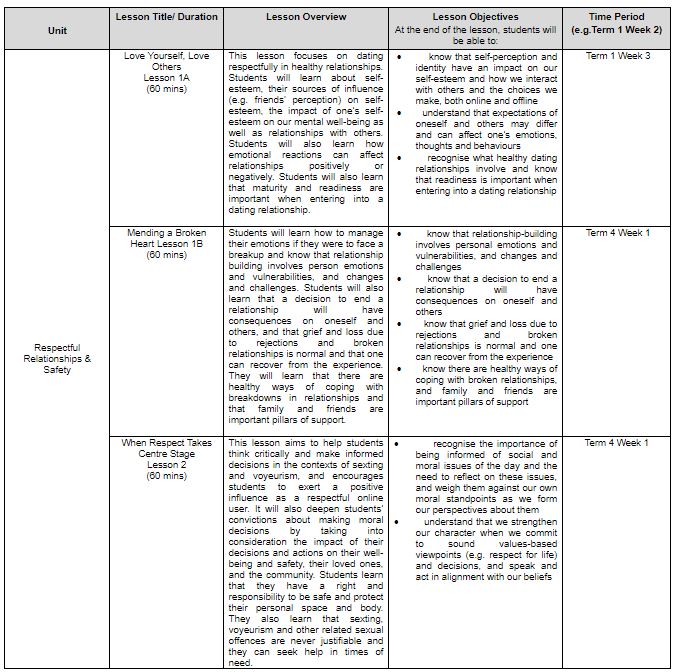 Unit
Lesson Title/ Duration
Lesson Overview
Lesson Objectives
At the end of the lesson, students will
be able to:
Time Period
(e.g.Term 1 Week 2)
Respectful
Relationships &
Safety
Love Yourself, Love
Others
Lesson 1A
(60 mins)
This lesson focuses on dating
respectfully in healthy relationships.
Students will learn about self-
esteem, their sources of influence
(e.g. friends' perception) on self-
esteem, the impact of one's self-
esteem on our mental well-being as
well as relationships with others.
Students will also learn how
emotional reactions can affect
relationships positively or
negatively. Students will also learn
that maturity and readiness are
important when entering into a
dating relationship.
• know that self-perception and
identity have an impact on our
self-esteem and how we interact
with others and the choices we
make, both online and offline
• understand that expectations of
oneself and others may differ
and can affect one's emotions,
thoughts and behaviours
• recognise what healthy dating
relationships involve and know
that readiness is important when
entering into a dating relationship
Term 1 Week 3
Mending a Broken
Heart Lesson 1B
(60 mins)
Students will learn how to manage
their emotions if they were to face a
breakup and know that relationship
building involves person emotions
and vulnerabilities, and changes
and challenges. Students will also
learn that a decision to end a
relationship will have
consequences on oneself and
others, and that grief and loss due
to rejections and broken
relationships is normal and that one
can recover from the experience.
They will learn that there are
healthy ways of coping with
breakdowns in relationships and
that family and friends are
important pillars of support.
• know that relationship-building
involves personal emotions and
vulnerabilities, and changes and
challenges
• know that a decision to end a
relationship will have
consequences on oneself and
others
• know that grief and loss due to
rejections and broken
relationships is normal and one
can recover from the experience
• know there are healthy ways of
coping with broken relationships,
and family and friends are
important pillars of support
Term 4 Week 1
When Respect Takes
Centre Stage
Lesson 2
(60 mins)
This lesson aims to help students
think critically and make informed
decisions in the contexts of sexting
and voyeurism, and encourages
students to exert a positive
influence as a respectful online
user. It will also deepen students'
convictions about making moral
decisions by taking into
consideration the impact of their
decisions and actions on their well-
being and safety, their loved ones,
and the community. Students learn
that they have a right and
responsibility to be safe and protect
their personal space and body.
They also learn that sexting,
voyeurism and other related sexual
offences are never justifiable and
they can seek help in times of
need.
• recognise the importance of
being informed of social and
moral issues of the day and the
need to reflect on these issues,
and weigh them against our own
moral standpoints as we form
our perspectives about them
• understand that we strengthen
our character when we commit
to sound values-based
viewpoints (e.g. respect for life)
and decisions, and speak and
act in alignment with our beliefs
Term 4 Week 1